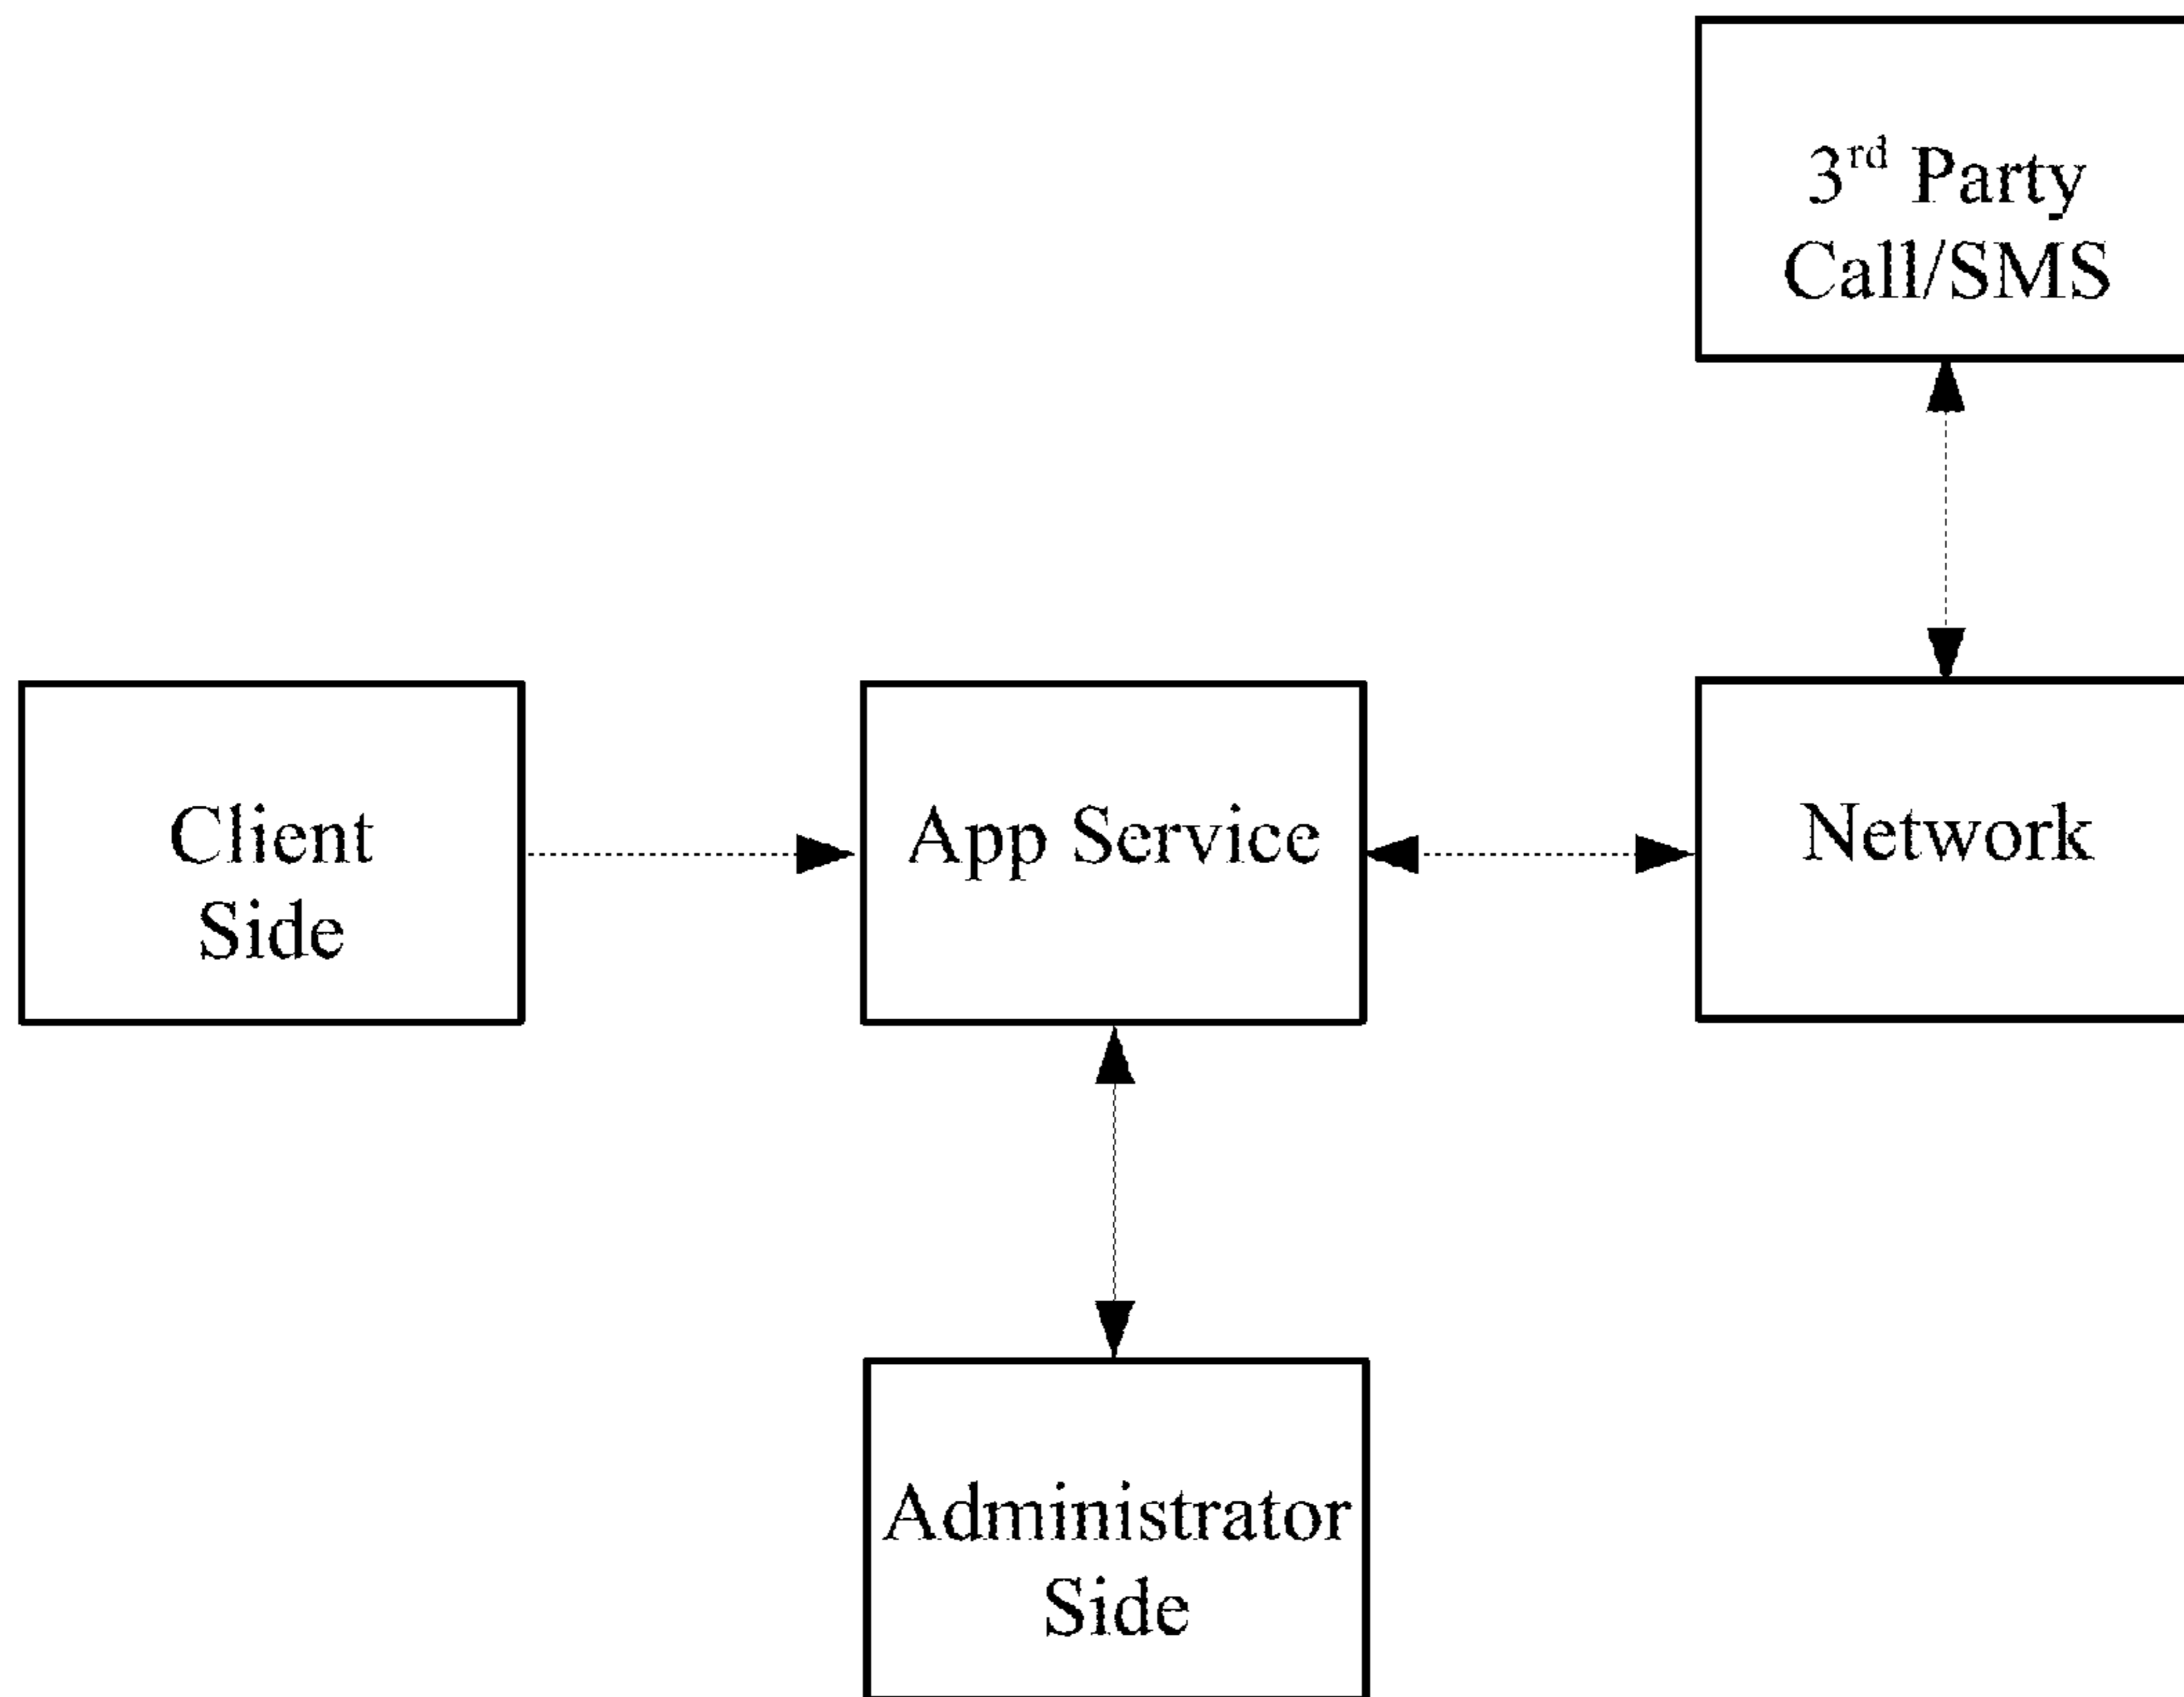 3rd Party
Call/SMS
Client
Side
App Service
Network
Administrator
Side